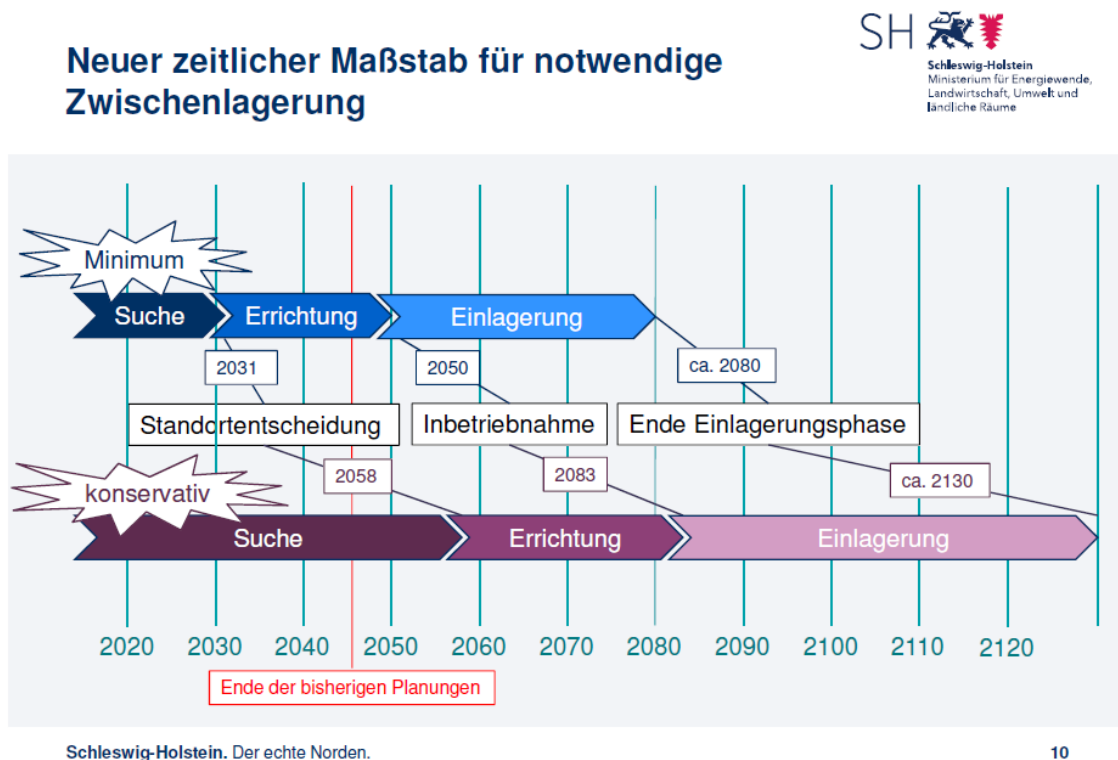 Neuer zeitlicher Maßstab für notwendige
Zwischenlagerung
SH
Schleswig-Holstein
Ministerium für Energiewende,
Landwirtschaft, Umwelt und
ländliche Räume
Minimum
Suche
Errichtung
Einlagerung
2031
2050
ca. 2080
Standortentscheidung
Inbetriebnahme
Ende Einlagerungsphase
2058
2083
ca. 2130
konservativ
Suche
Errichtung
Einlagerung
2020 2030 2040 2050 2060 2070 2080 2090 2100 2110 2120
Ende der bisherigen Planungen
Schleswig-Holstein. Der echte Norden.
10